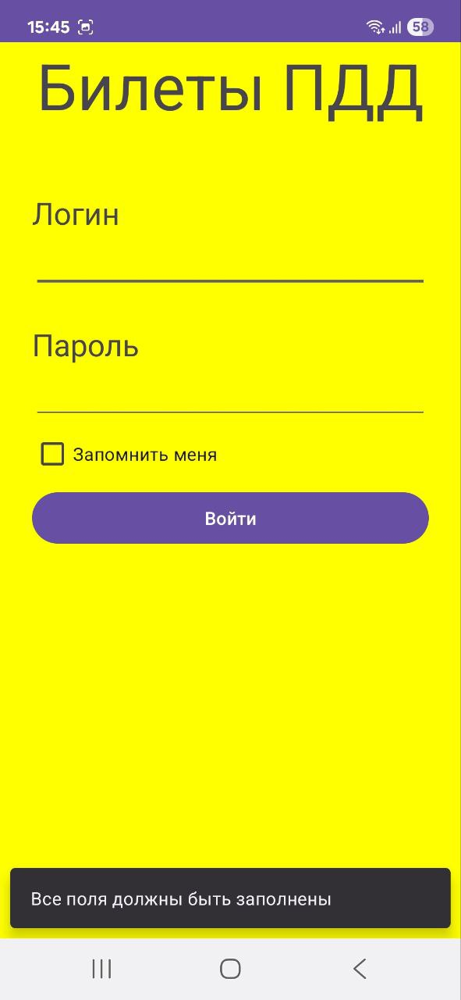 15:45
58
Билеты ПДД
Логин
Пароль
Запомнить меня
Войти
Все поля должны быть заполнены